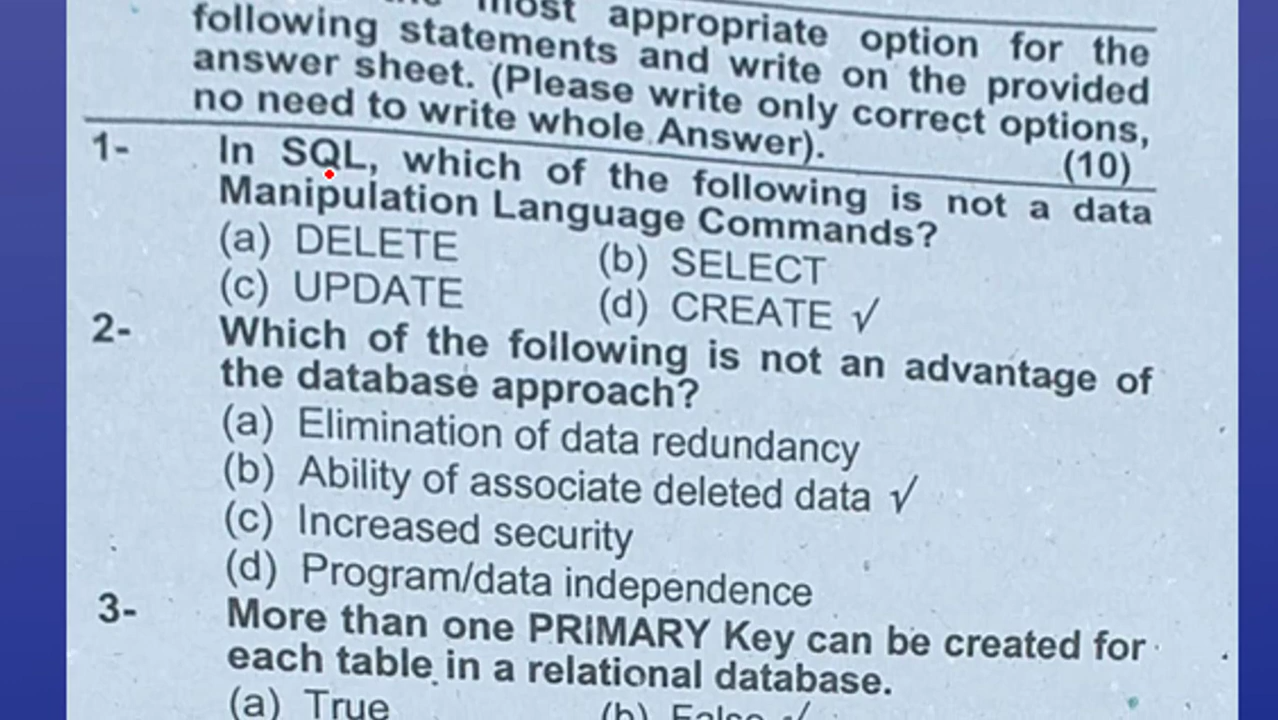 most appropriate option for the
following statements and write on the provided
answer sheet. (Please write only correct options,
no need to write whole Answer). (10)
1- In SQL, which of the following is not a data
Manipulation Language Commands?
(a) DELETE (b) SELECT
(c) UPDATE (d) CREATE √
2- Which of the following is not an advantage of
the database approach?
(a) Elimination of data redundancy
(b) Ability of associate deleted data √
(c) Increased security
(d) Program/data independence
3- More than one PRIMARY Key can be created for
each table in a relational database.
(a) True (b) False √